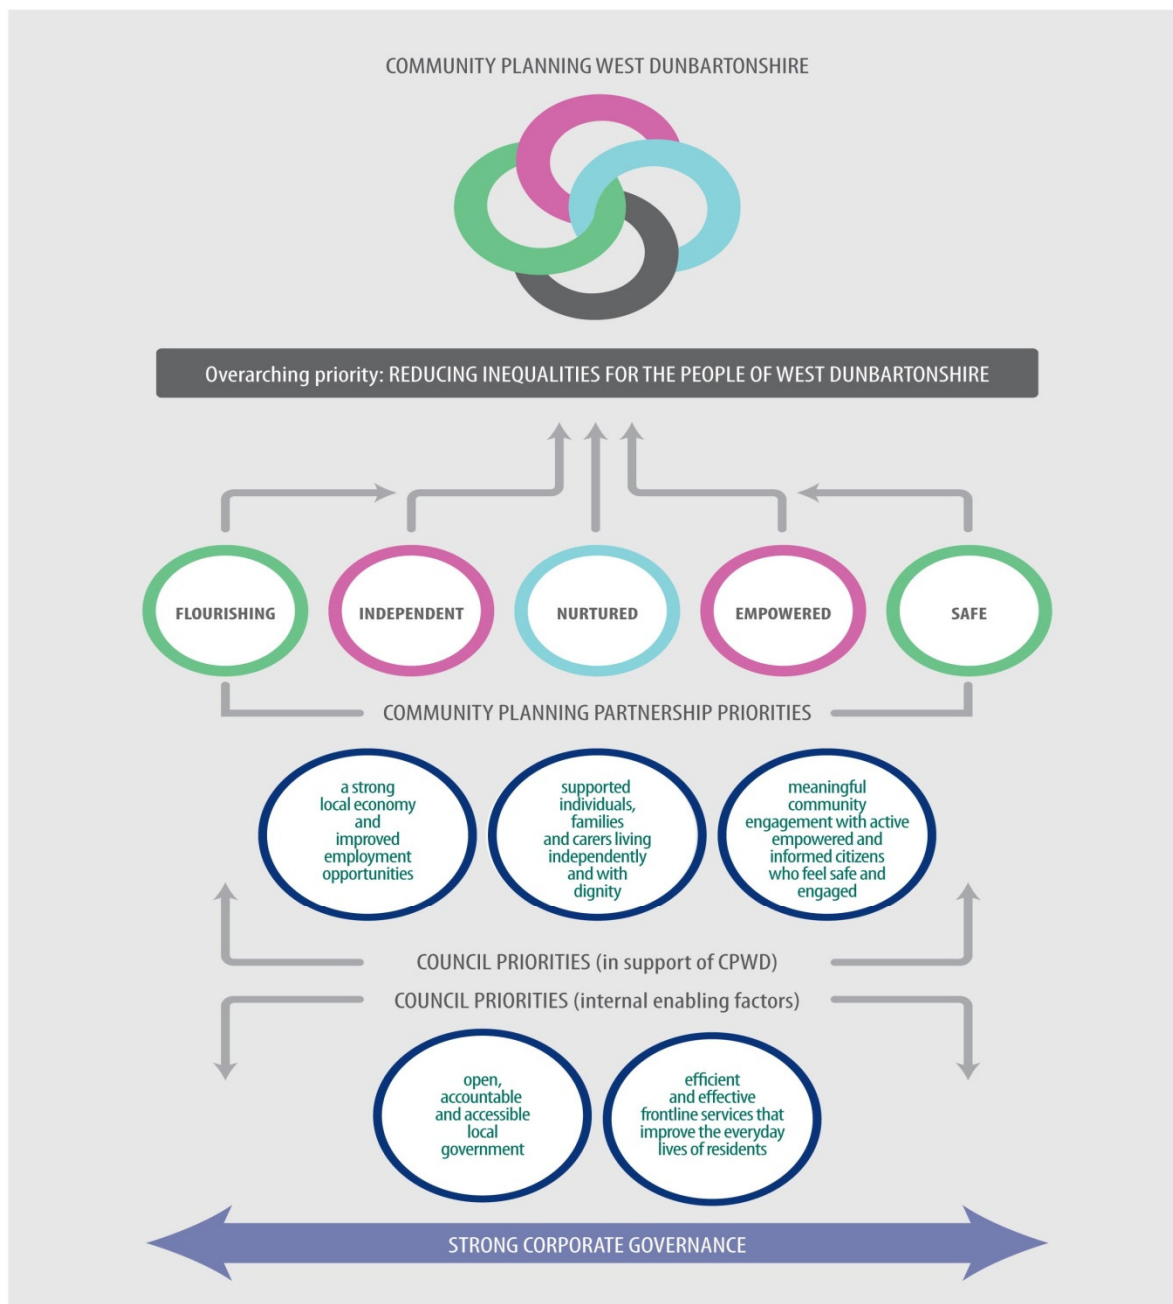 COMMUNITY PLANNING WEST DUNBARTONSHIRE
Overarching priority: REDUCING INEQUALITIES FOR THE PEOPLE OF WEST DUNBARTONSHIRE
FLOURISHING
INDEPENDENT
NURTURED
EMPOWERED
SAFE
COMMUNITY PLANNING PARTNERSHIP PRIORITIES
a strong
local economy
and
improved
employment
opportunities
supported
individuals,
families
and carers living
independently
and with
dignity
meaningful
community
engagement with active
empowered and
informed citizens
who feel safe and
engaged
COUNCIL PRIORITIES (in support of CPWD)
COUNCIL PRIORITIES (internal enabling factors)
open,
accountable
and accessible
local
government
efficient
and effective
frontline services that
improve the everyday
lives of residents
STRONG CORPORATE GOVERNANCE